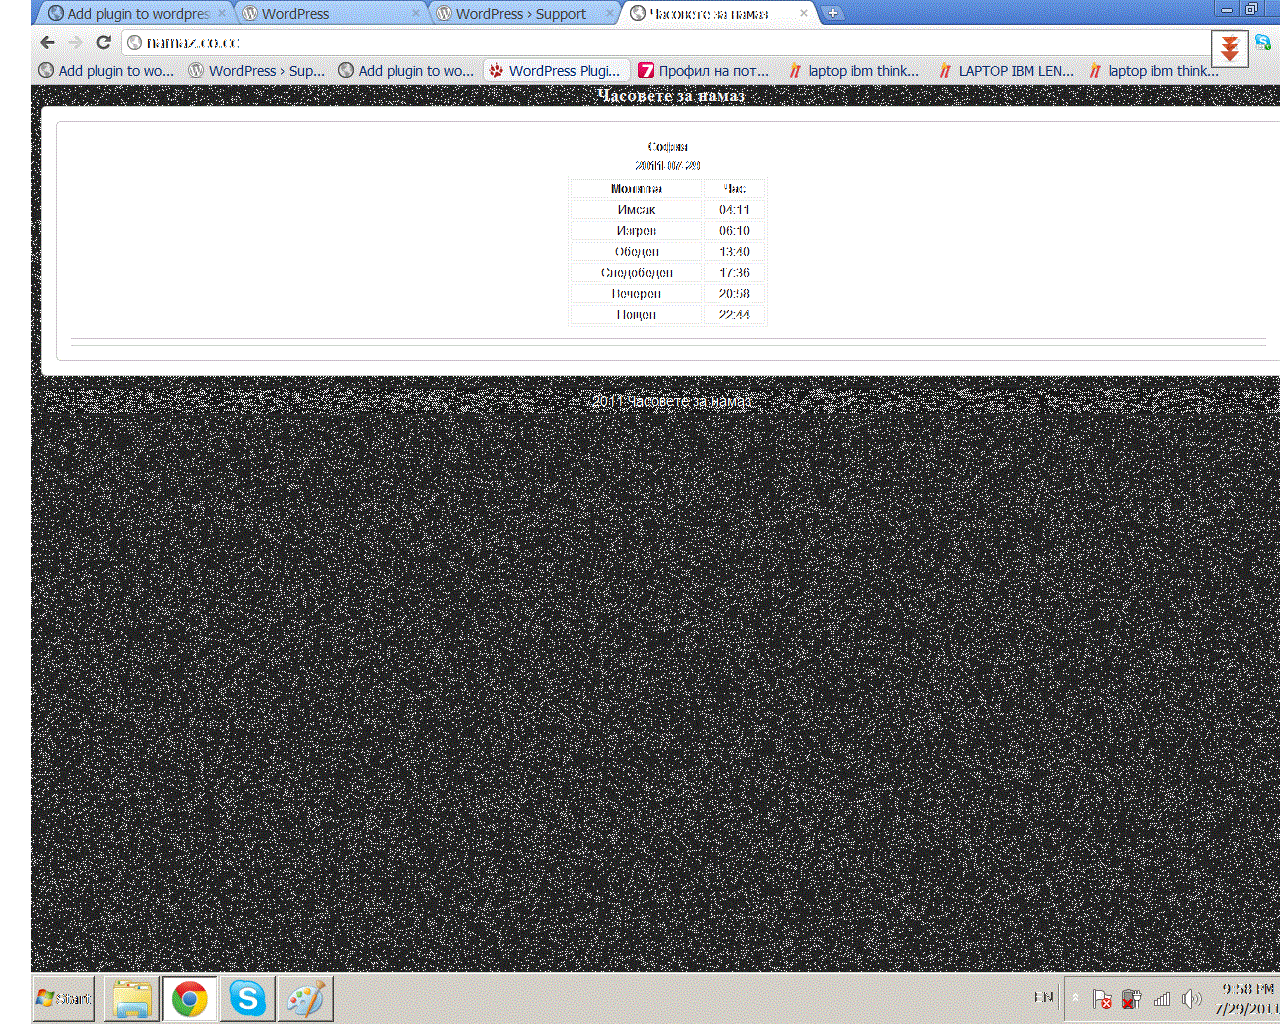 Add plugin to wordpres
WordPress
WordPress › Support
Часовете за намаз
namaz.co.cc
Add plugin to wo...
WordPress › Sup...
Add plugin to wo...
WordPress Plugi...
Профил на пот...
laptop ibm think...
LAPTOP IBM LEN...
laptop ibm think...
Часовете за намаз
София
2011-07-29
Молитва Час
Имсак 04:11
Изгрев 06:10
Обеден 13:40
Следобеден 17:36
Вечерен 20:58
Нощен 22:44
2011 Часовете за намаз
Start
EN
9:58 PM
7/29/2011